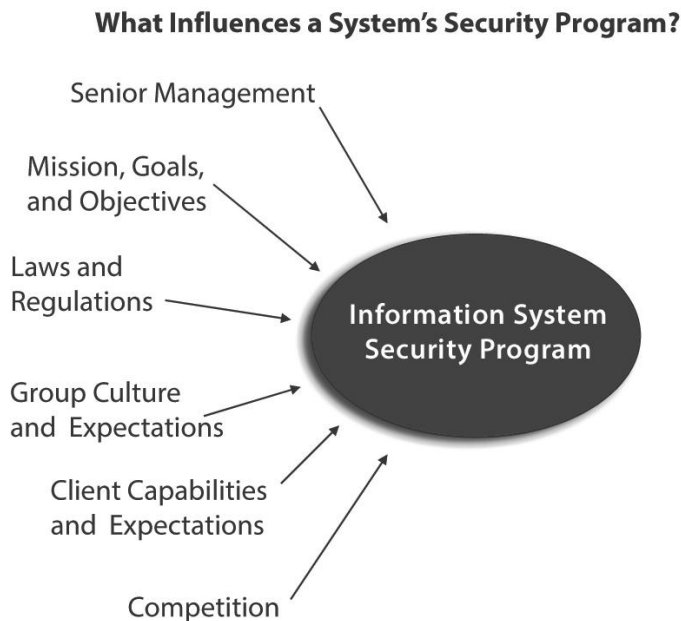 What Influences a System's Security Program?
Senior Management
Mission, Goals,
and Objectives
Laws and
Regulations
Information System
Security Program
Group Culture
and Expectations
Client Capabilities
and Expectations
Competition